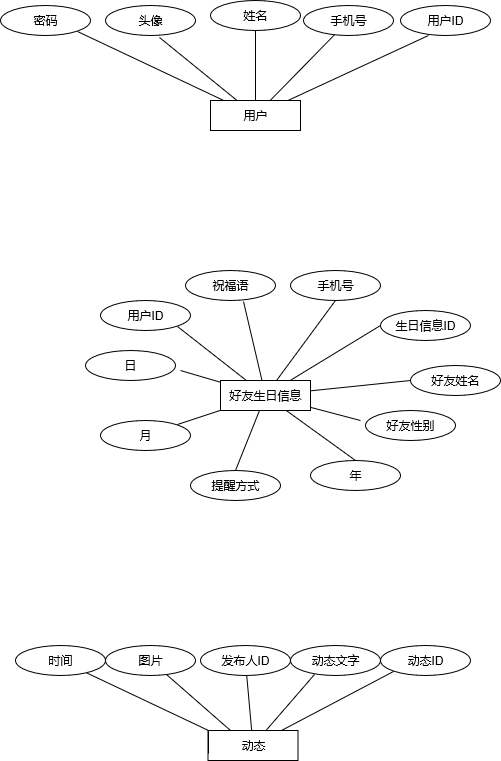 密码
头像
姓名
手机号
用户ID
用户
祝福语
手机号
用户ID
生日信息ID
日
好友姓名
好友生日信息
好友性别
月
年
提醒方式
时间
图片
发布人ID
动态文字
动态ID
动态